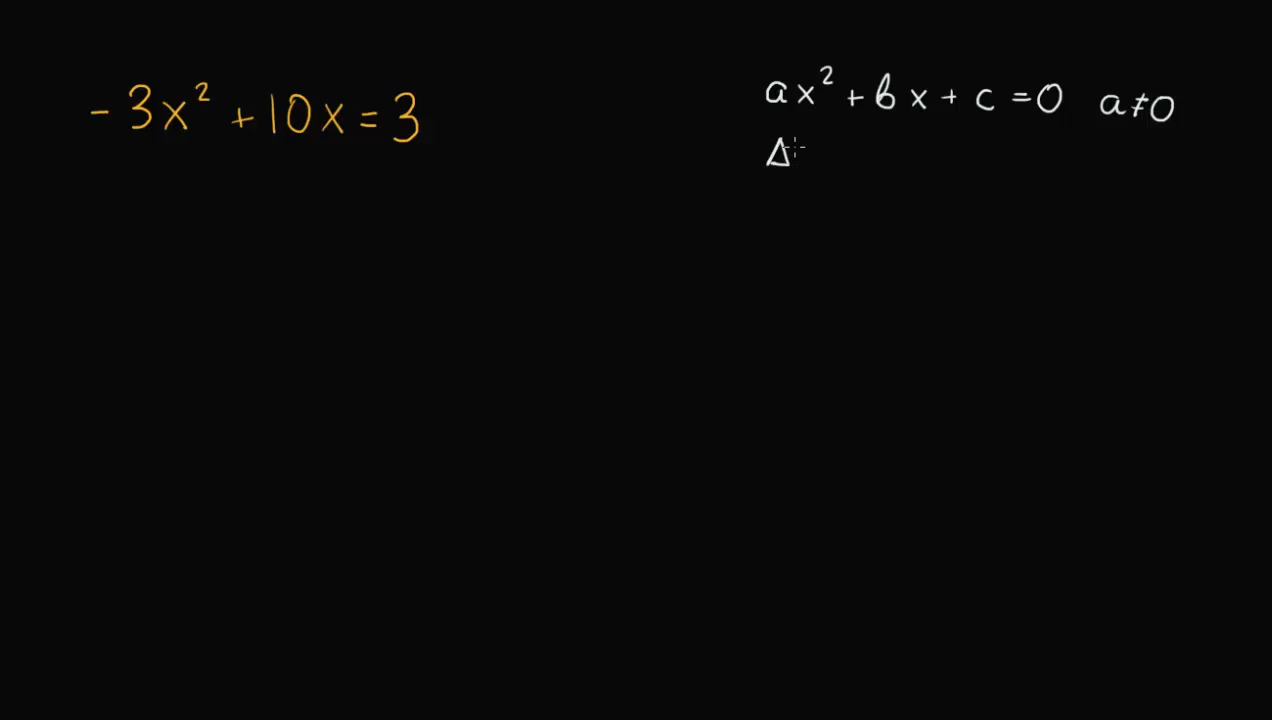 -3x² + 10x = 3
ax² + bx + c = 0 a ≠ 0
Δ